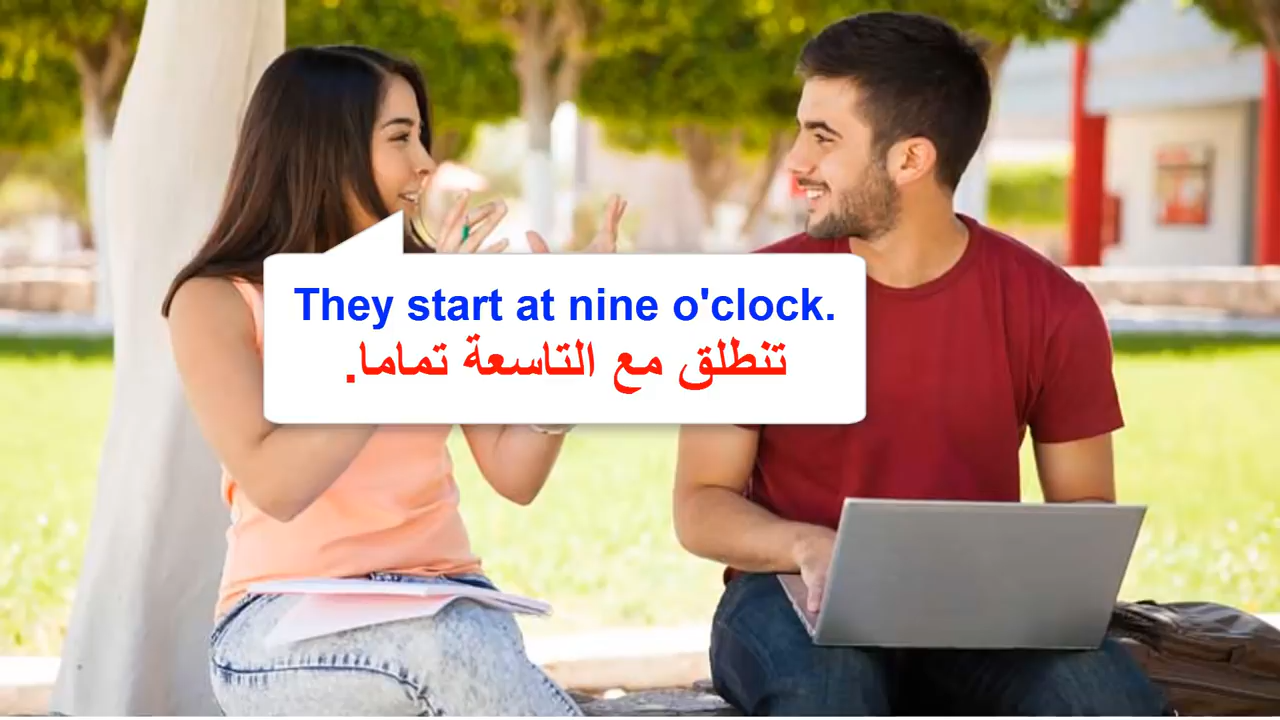 They start at nine o'clock.
تنطلق مع التاسعة تماما.